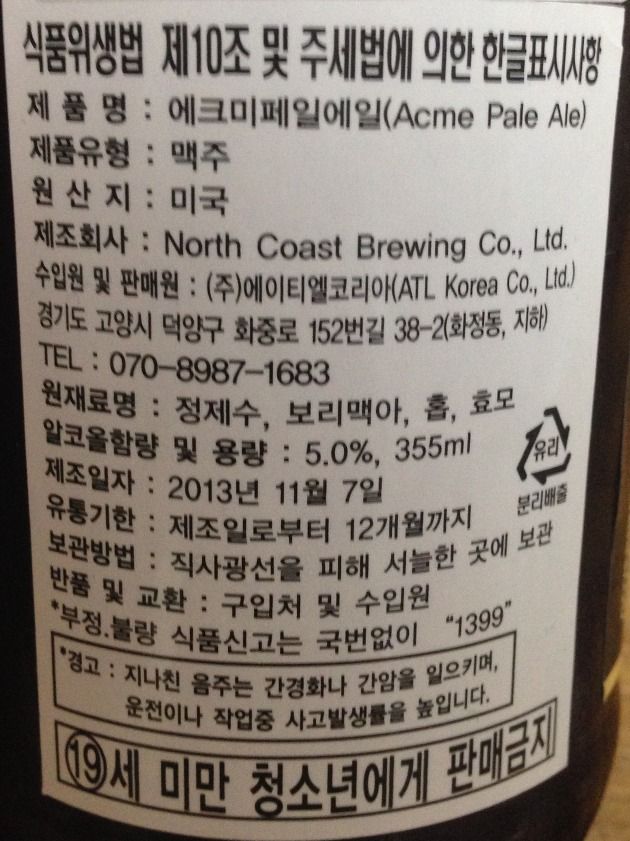 식품위생법 제10조 및 주세법에 의한 한글표시사항
제 품 명 : 에크미페일에일(Acme Pale Ale)
제품유형 : 맥주
원 산 지 : 미국
제조회사 : North Coast Brewing Co., Ltd.
수입원 및 판매원 : (주)에이티엘코리아(ATL Korea Co., Ltd.)
경기도 고양시 덕양구 화중로 152번길 38-2(화정동, 지하)
TEL : 070-8987-1683
원재료명 : 정제수, 보리맥아, 홉, 효모
알코올함량 및 용량 : 5.0%, 355ml
유리
제조일자 : 2013년 11월 7일
분리배출
유통기한 : 제조일로부터 12개월까지
보관방법 : 직사광선을 피해 서늘한 곳에 보관
반품 및 교환 : 구입처 및 수입원
*부정.불량 식품신고는 국번없이 "1399"
*경고 : 지나친 음주는 간경화나 간암을 일으키며,
운전이나 작업중 사고발생률을 높입니다.
⑲세 미만 청소년에게 판매금지